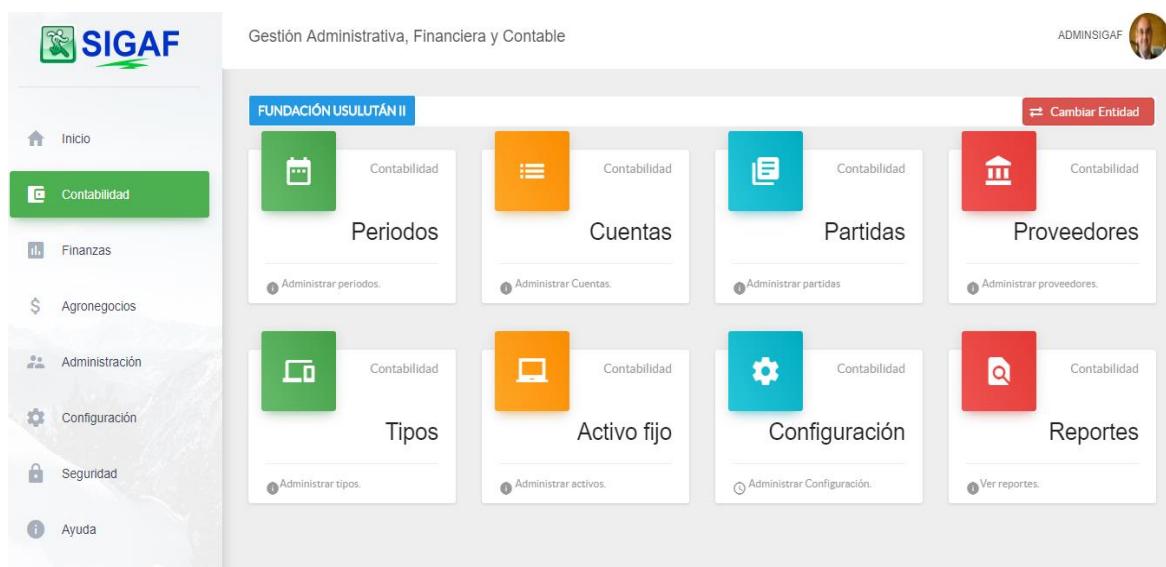 SIGAF
Gestión Administrativa, Financiera y Contable
ADMINSIGAF
FUNDACIÓN USULUTÁN II
Cambiar Entidad
Inicio
Contabilidad
Finanzas
Agronegocios
Administración
Configuración
Seguridad
Ayuda
Contabilidad
Periodos
Administrar periodos.
Contabilidad
Cuentas
Administrar Cuentas.
Contabilidad
Partidas
Administrar partidas
Contabilidad
Proveedores
Administrar proveedores.
Contabilidad
Tipos
Administrar tipos.
Contabilidad
Activo fijo
Administrar activos.
Contabilidad
Configuración
Administrar Configuración.
Contabilidad
Reportes
Ver reportes.